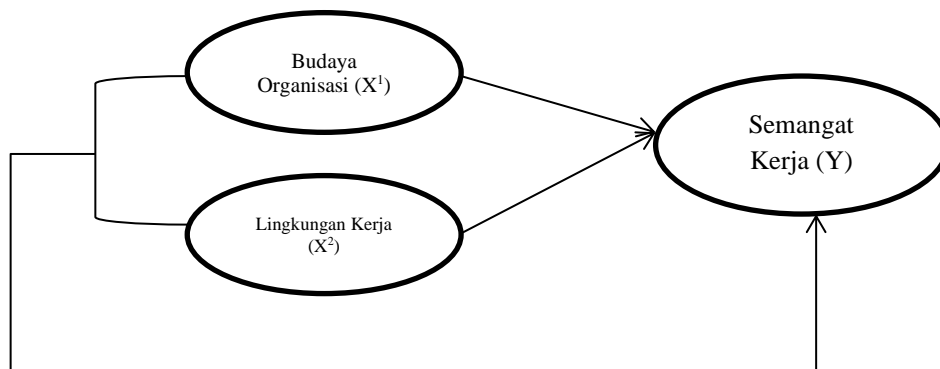 Budaya
Organisasi (X¹)
Semangat
Kerja (Y)
Lingkungan Kerja
(X²)